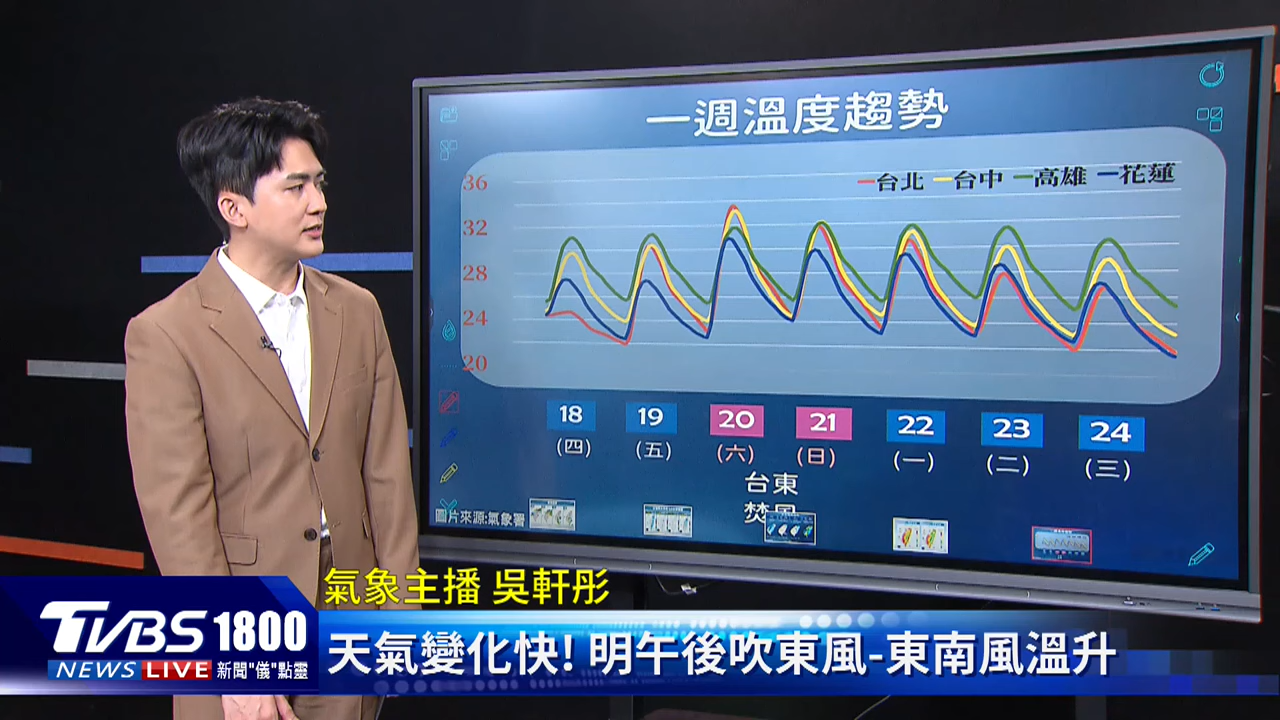 一週溫度趨勢
台北 台中 高雄 花蓮
36
32
28
24
20
18 19 20 21 22 23 24
(四) (五) (六) (日) (一) (二) (三)
台東
焚風
圖片來源:氣象署
氣象主播 吳軒彤
TVBS 1800
NEWS LIVE 新聞"儀"點靈
天氣變化快! 明午後吹東風-東南風溫升